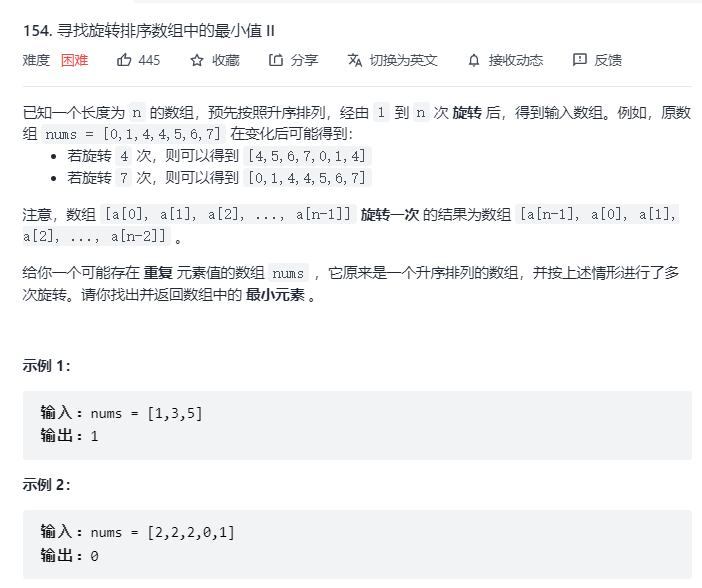 154. 寻找旋转排序数组中的最小值 II
难度 困难 445 收藏 分享 切换为英文 接收动态 反馈
已知一个长度为 n 的数组，预先按照升序排列，经由 1 到 n 次 旋转 后，得到输入数组。例如，原数
组 nums = [0,1,4,4,5,6,7] 在变化后可能得到：
• 若旋转 4 次，则可以得到 [4,5,6,7,0,1,4]
• 若旋转 7 次，则可以得到 [0,1,4,4,5,6,7]
注意，数组 [a[0], a[1], a[2], ..., a[n-1]] 旋转一次 的结果为数组 [a[n-1], a[0], a[1],
a[2], ..., a[n-2]] 。
给你一个可能存在 重复 元素值的数组 nums ，它原来是一个升序排列的数组，并按上述情形进行了多
次旋转。请你找出并返回数组中的 最小元素 。
示例 1：
输入：nums = [1,3,5]
输出：1
示例 2：
输入：nums = [2,2,2,0,1]
输出：0